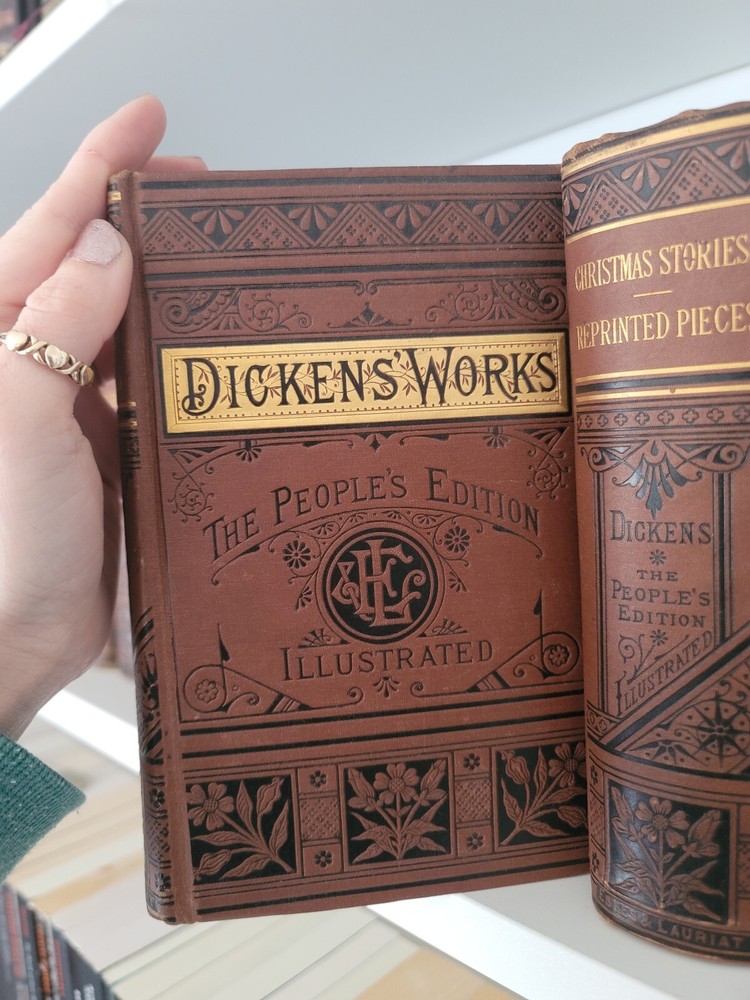 DICKENS' WORKS
THE PEOPLE'S EDITION
ILLUSTRATED
CHRISTMAS STORIES
REPRINTED PIECES
DICKENS
THE
PEOPLE'S
EDITION
ILLUSTRATED
LAURIAT